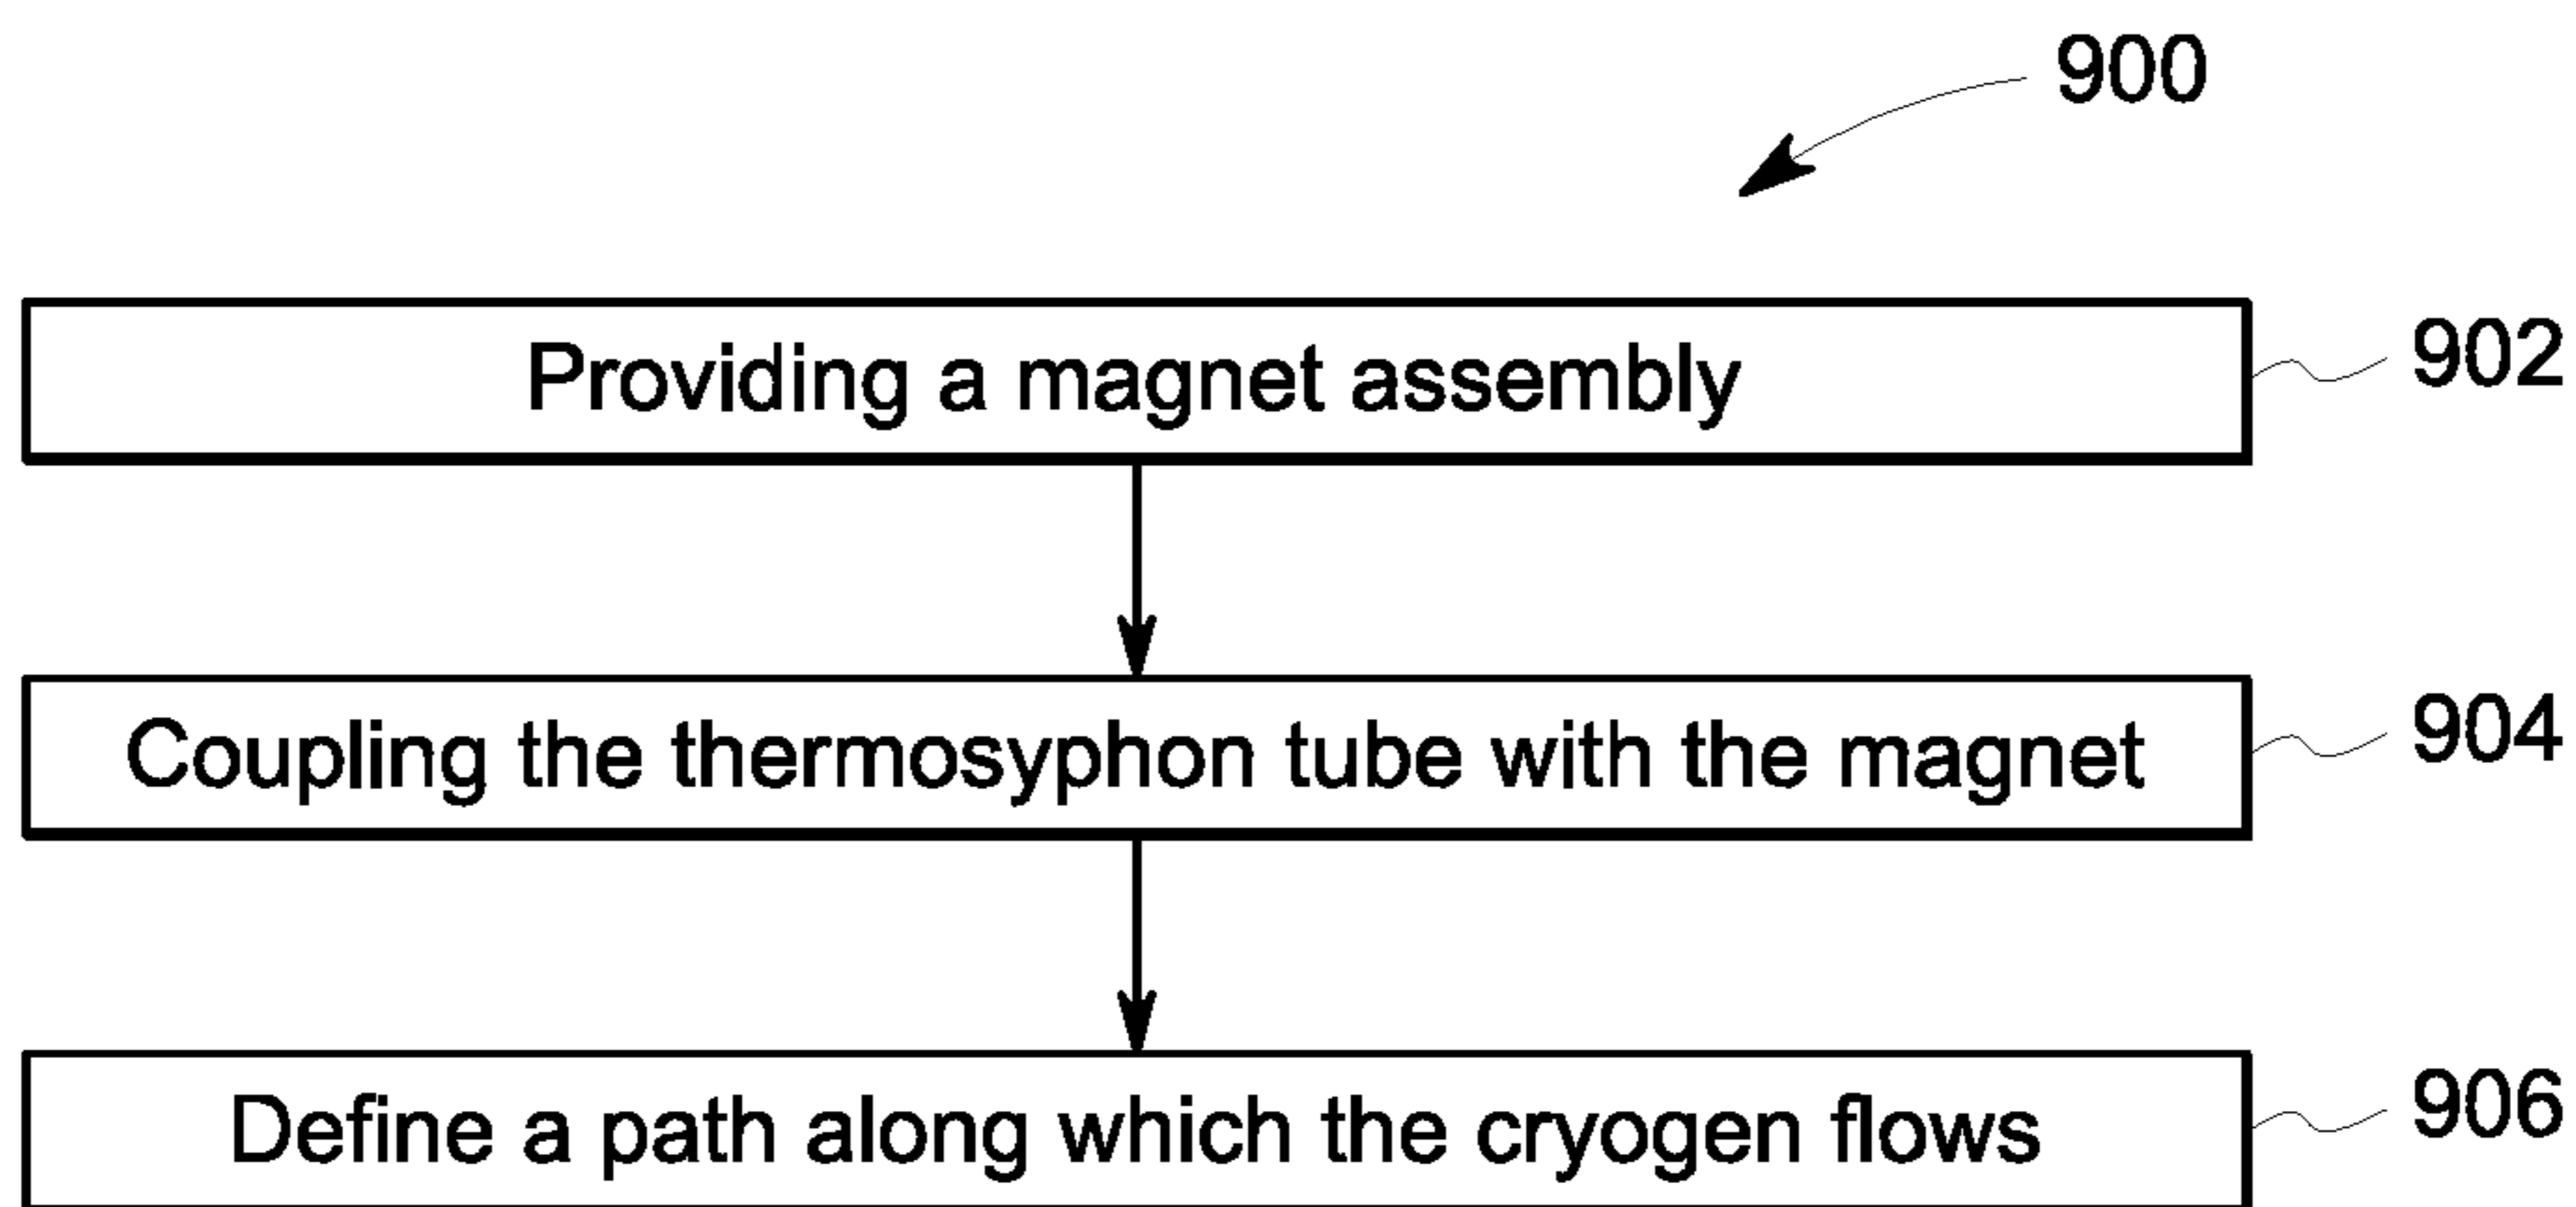 900
Providing a magnet assembly 902
Coupling the thermosyphon tube with the magnet 904
Define a path along which the cryogen flows 906